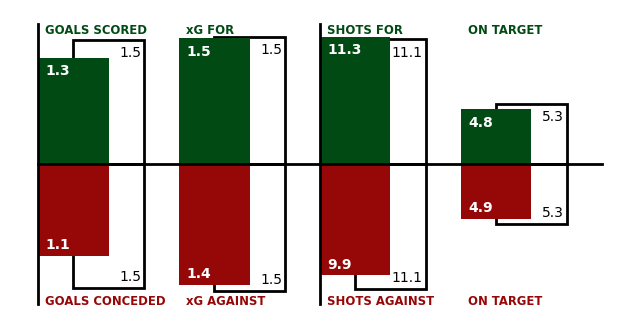 GOALS SCORED xG FOR SHOTS FOR ON TARGET
1.3 1.5 1.5 1.5 11.3 11.1 4.8 5.3
1.1 1.5 1.4 1.5 9.9 11.1 4.9 5.3
GOALS CONCEDED xG AGAINST SHOTS AGAINST ON TARGET